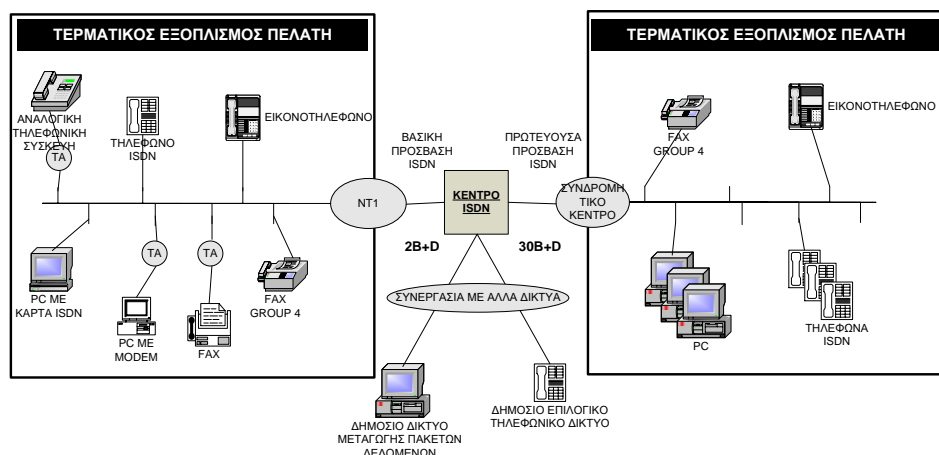 ΤΕΡΜΑΤΙΚΟΣ ΕΞΟΠΛΙΣΜΟΣ ΠΕΛΑΤΗ
ΑΝΑΛΟΓΙΚΗ
ΤΗΛΕΦΩΝΙΚΗ
ΣΥΣΚΕΥΗ
ΤΑ
ΤΗΛΕΦΩΝΟ
ISDN
ΕΙΚΟΝΟΤΗΛΕΦΩΝΟ
NT1
PC ΜΕ
ΚΑΡΤΑ ISDN
ΤΑ
PC ΜΕ
MODEM
ΤΑ
FAX
FAX
GROUP 4
ΒΑΣΙΚΗ
ΠΡΟΣΒΑΣΗ
ISDN
ΠΡΩΤΕΥΟΥΣΑ
ΠΡΟΣΒΑΣΗ
ISDN
ΚΕΝΤΡΟ
ISDN
2B+D
30B+D
ΣΥΝΕΡΓΑΣΙΑ ΜΕ ΑΛΛΑ ΔΙΚΤΥΑ
ΔΗΜΟΣΙΟ ΔΙΚΤΥΟ
ΜΕΤΑΓΩΓΗΣ ΠΑΚΕΤΩΝ
ΔΕΔΟΜΕΝΩΝ
ΔΗΜΟΣΙΟ ΕΠΙΛΟΓΙΚΟ
ΤΗΛΕΦΩΝΙΚΟ ΔΙΚΤΥΟ
ΤΕΡΜΑΤΙΚΟΣ ΕΞΟΠΛΙΣΜΟΣ ΠΕΛΑΤΗ
FAX
GROUP 4
ΕΙΚΟΝΟΤΗΛΕΦΩΝΟ
ΣΥΝΔΡΟΜΗ
ΤΙΚΟ
ΚΕΝΤΡΟ
PC
ΤΗΛΕΦΩΝΑ
ISDN